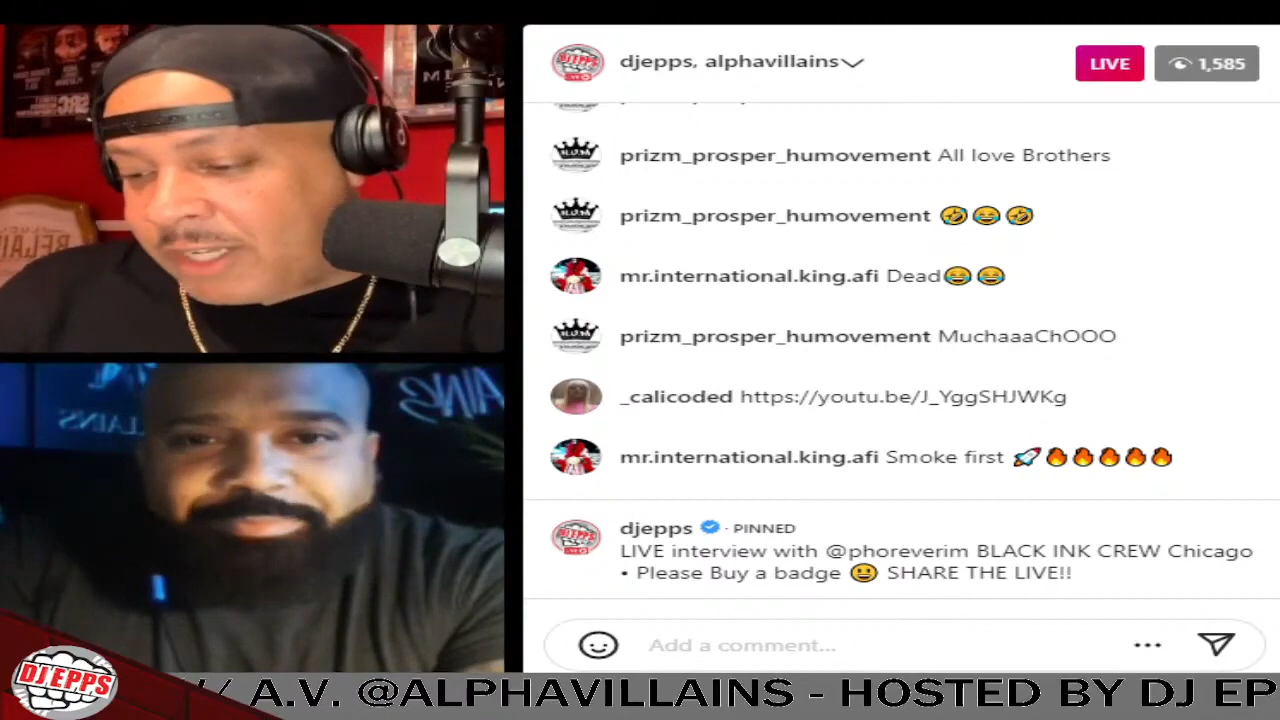 djepps, alphavillains
LIVE
1,585
prizm_prosper_humovement All love Brothers
prizm_prosper_humovement 🤣😂🤣
mr.international.king.afi Dead😂😂
prizm_prosper_humovement MuchaaaChOOO
_calicoded https://youtu.be/J_YggSHJWKg
mr.international.king.afi Smoke first 🚀🔥🔥🔥🔥🔥
djepps · PINNED
LIVE interview with @phoreverim BLACK INK CREW Chicago
• Please Buy a badge 😃 SHARE THE LIVE!!
Add a comment...
DJ EPPS
W/ A.V. @ALPHAVILLAINS - HOSTED BY DJ EP